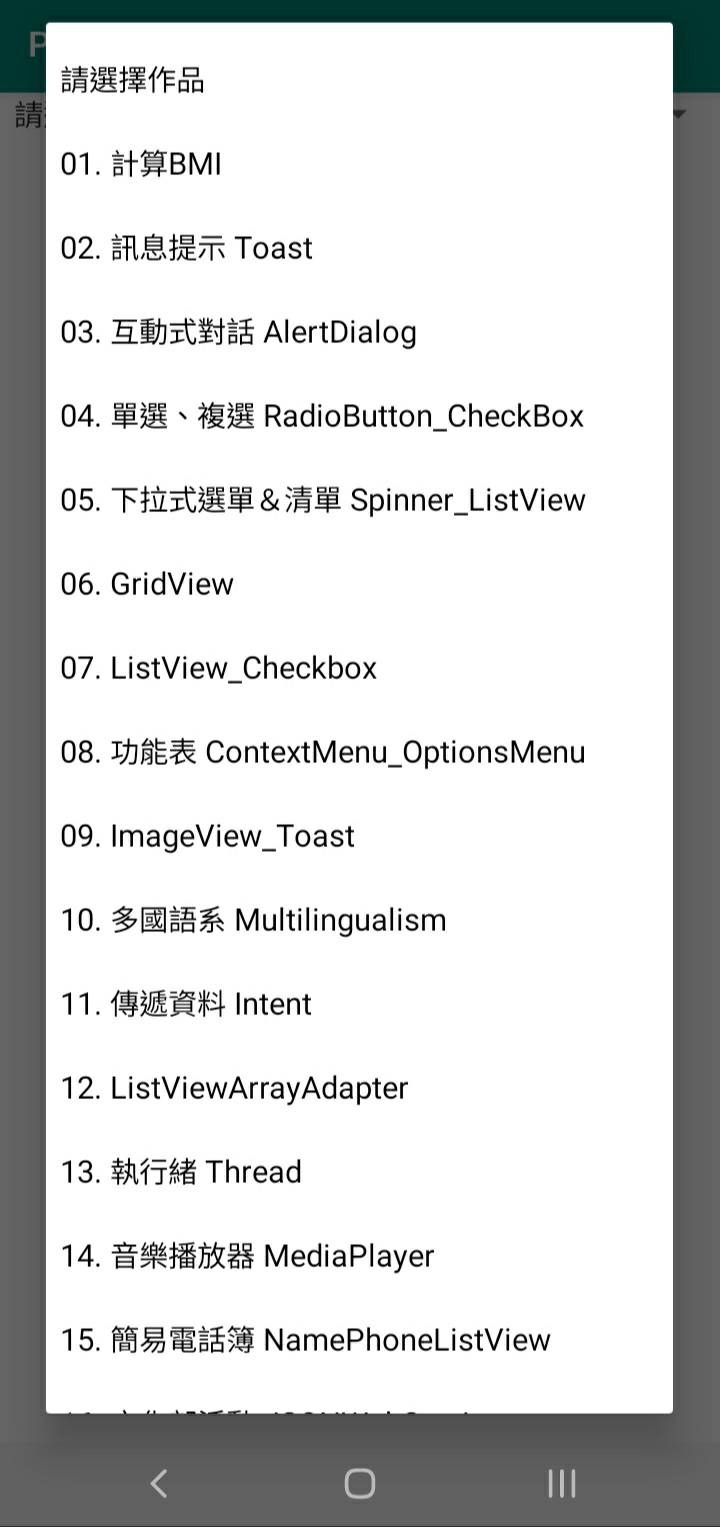 P
請
請選擇作品
01. 計算BMI
02. 訊息提示 Toast
03. 互動式對話 AlertDialog
04. 單選、複選 RadioButton_CheckBox
05. 下拉式選單＆清單 Spinner_ListView
06. GridView
07. ListView_Checkbox
08. 功能表 ContextMenu_OptionsMenu
09. ImageView_Toast
10. 多國語系 Multilingualism
11. 傳遞資料 Intent
12. ListViewArrayAdapter
13. 執行緒 Thread
14. 音樂播放器 MediaPlayer
15. 簡易電話簿 NamePhoneListView